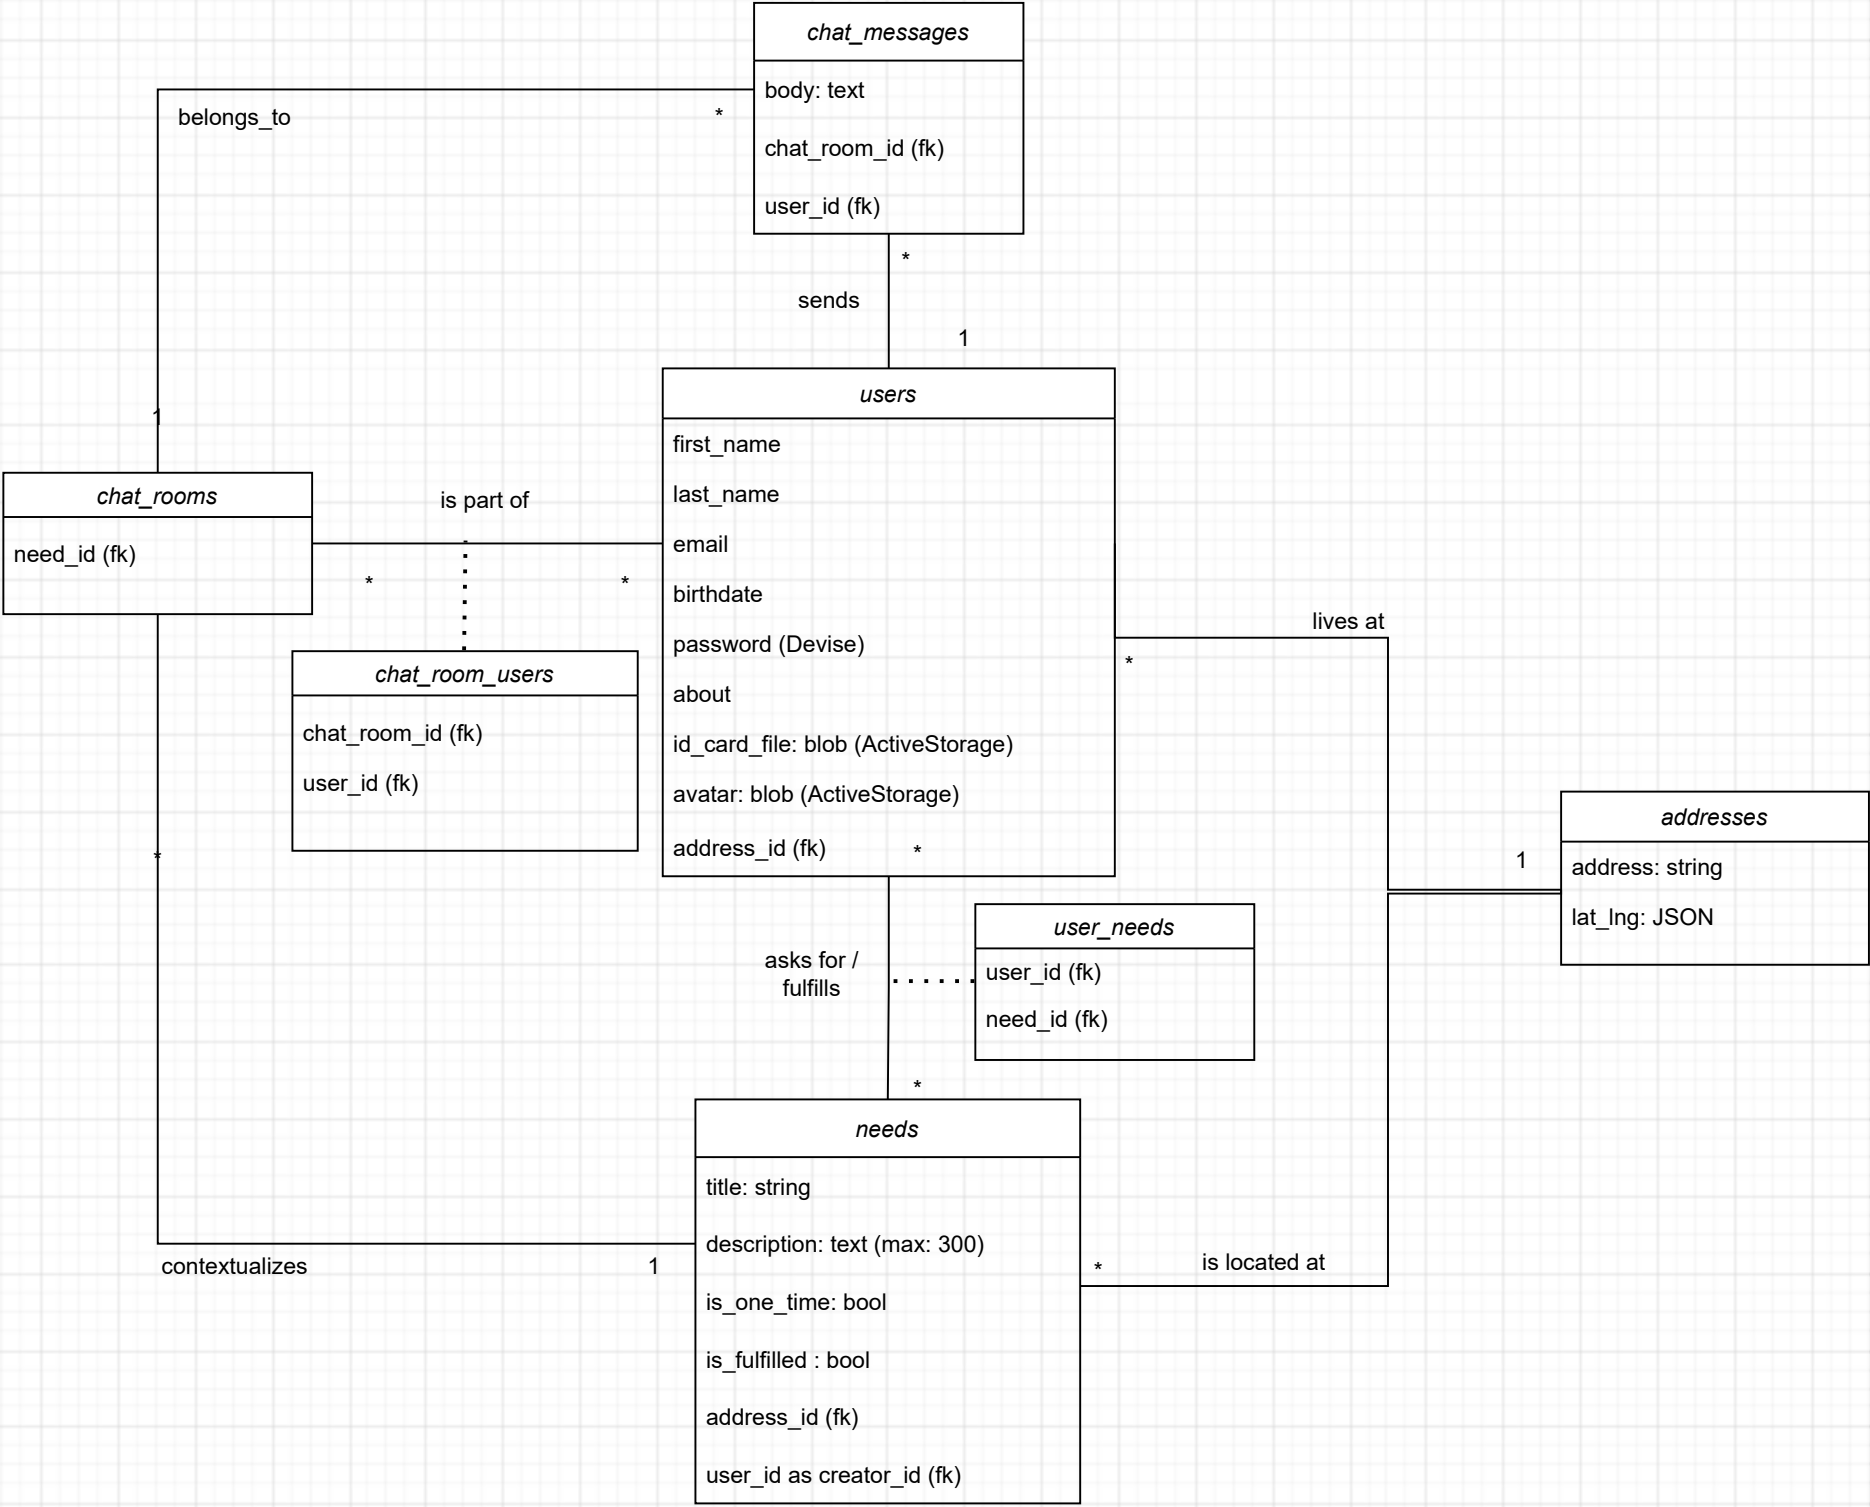 chat_messages
body: text
chat_room_id (fk)
user_id (fk)
belongs_to
*
*
sends
1
users
first_name
last_name
email
birthdate
password (Devise)
about
id_card_file: blob (ActiveStorage)
avatar: blob (ActiveStorage)
address_id (fk)
*
1
chat_rooms
need_id (fk)
is part of
*
*
chat_room_users
chat_room_id (fk)
user_id (fk)
*
lives at
*
1
addresses
address: string
lat_lng: JSON
asks for /
fulfills
user_needs
user_id (fk)
need_id (fk)
*
needs
title: string
description: text (max: 300)
is_one_time: bool
is_fulfilled : bool
address_id (fk)
user_id as creator_id (fk)
contextualizes
1
*
is located at